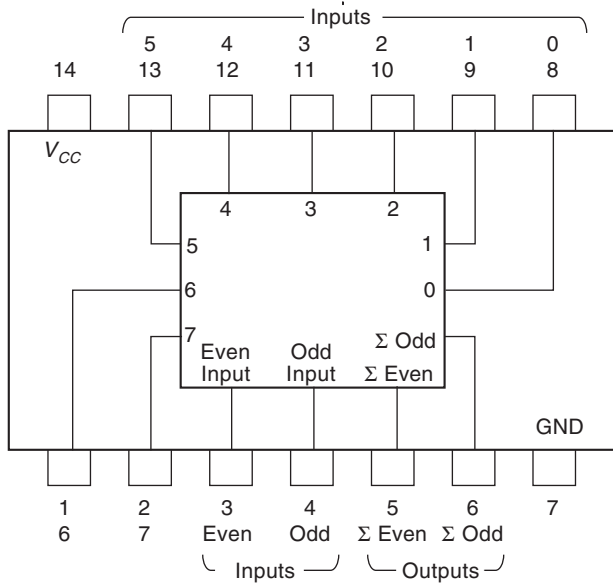 Inputs
5 4 3 2 1 0
14 13 12 11 10 9 8
V_CC
4 3 2
5 1
6 0
7 Σ Odd
Even Input Odd Input Σ Even
GND
1 2 3 4 5 6 7
6 7 Even Odd Σ Even Σ Odd
Inputs Outputs